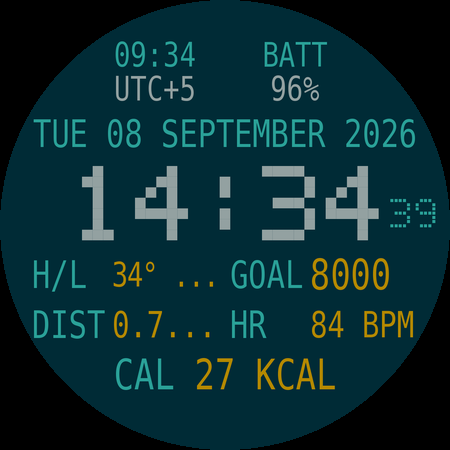 09:34 BATT
UTC+5 96%
TUE 08 SEPTEMBER 2026
14:34 39
H/L 34° ... GOAL 8000
DIST 0.7... HR 84 BPM
CAL 27 KCAL